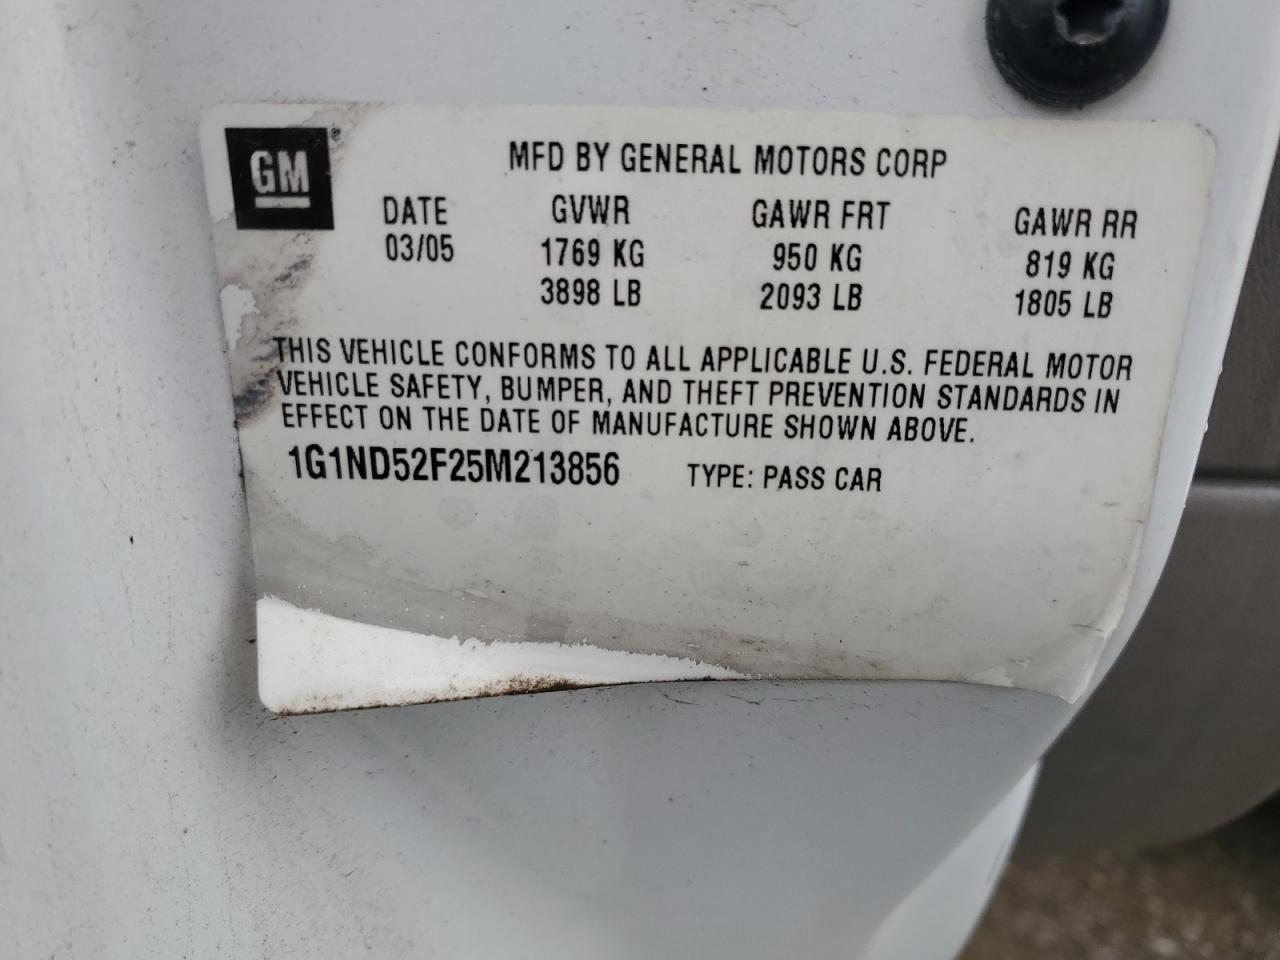 GM
MFD BY GENERAL MOTORS CORP
DATE GVWR GAWR FRT GAWR RR
03/05 1769 KG 950 KG 819 KG
3898 LB 2093 LB 1805 LB
THIS VEHICLE CONFORMS TO ALL APPLICABLE U.S. FEDERAL MOTOR
VEHICLE SAFETY, BUMPER, AND THEFT PREVENTION STANDARDS IN
EFFECT ON THE DATE OF MANUFACTURE SHOWN ABOVE.
1G1ND52F25M213856 TYPE: PASS CAR